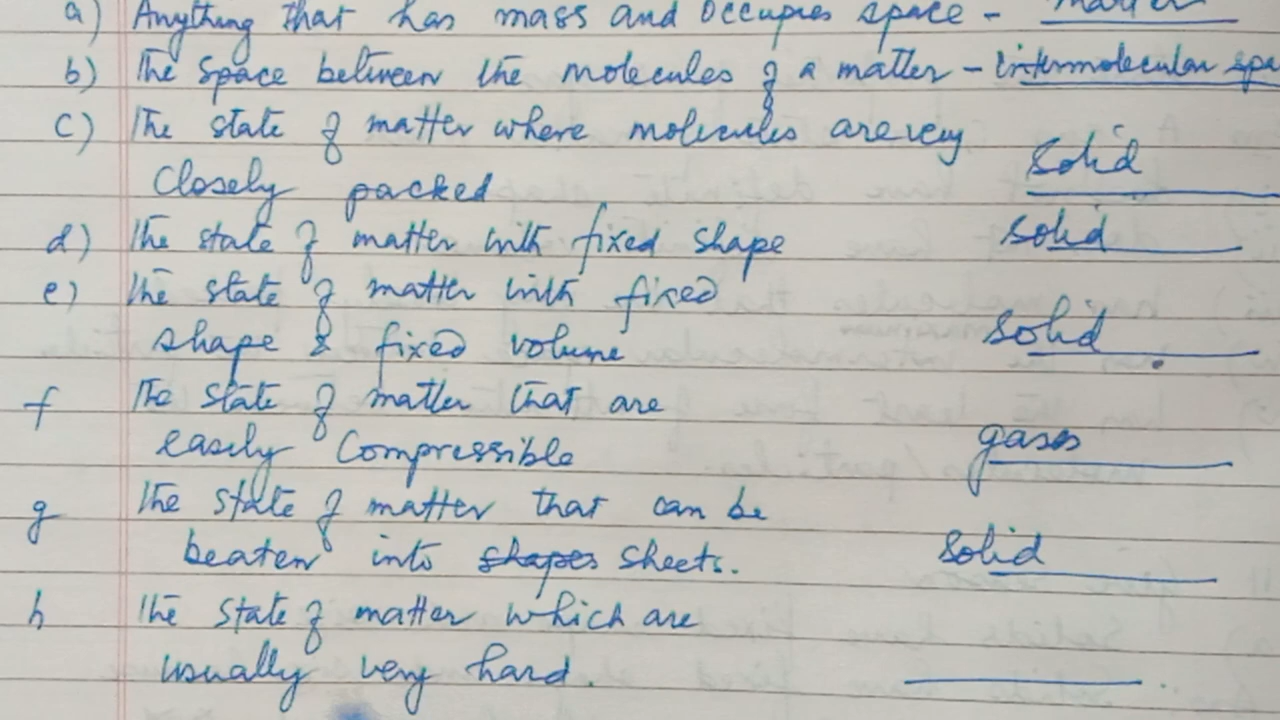 a) Anything that has mass and occupies space - matter
b) The space between the molecules of a matter - intermolecular spa
c) The state of matter where molecules are very
closely packed solid
d) The state of matter with fixed shape solid
e) The state of matter with fixed
shape & fixed volume solid
f The state of matter that are
easely compressible gases
g The state of matter that can be
beaten into shapes sheets. solid
h The state of matter which are
usually very hard.